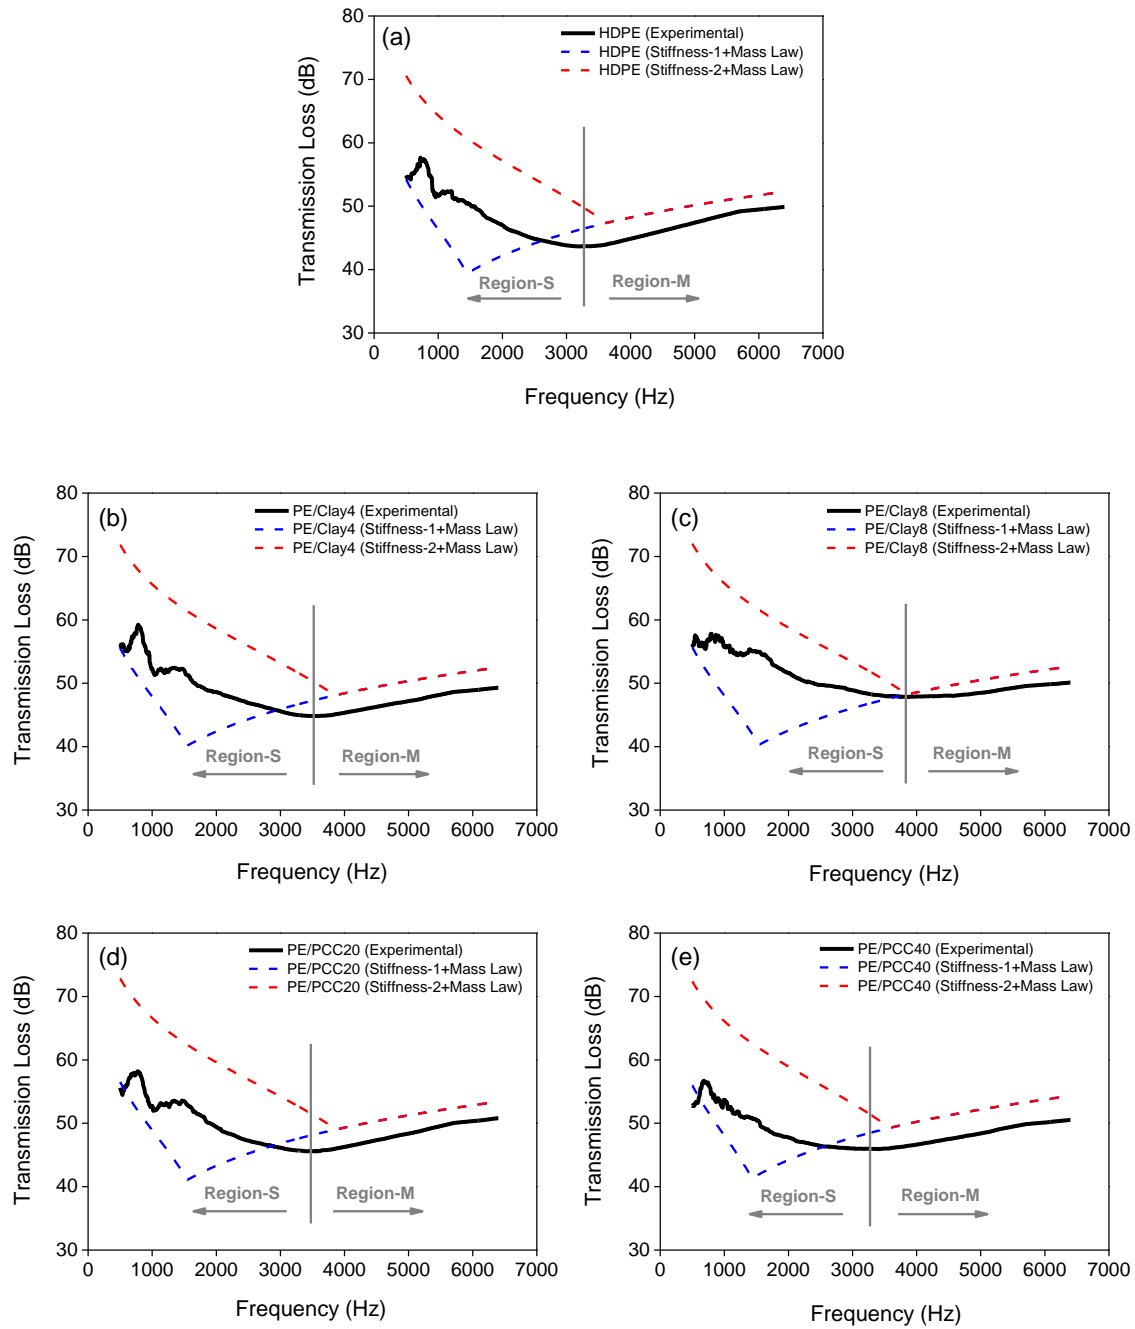 (a)
HDPE (Experimental)
HDPE (Stiffness-1+Mass Law)
HDPE (Stiffness-2+Mass Law)
Transmission Loss (dB)
80
70
60
50
40
30
Region-S
Region-M
0 1000 2000 3000 4000 5000 6000 7000
Frequency (Hz)
(b)
PE/Clay4 (Experimental)
PE/Clay4 (Stiffness-1+Mass Law)
PE/Clay4 (Stiffness-2+Mass Law)
Transmission Loss (dB)
80
70
60
50
40
30
Region-S
Region-M
0 1000 2000 3000 4000 5000 6000 7000
Frequency (Hz)
(c)
PE/Clay8 (Experimental)
PE/Clay8 (Stiffness-1+Mass Law)
PE/Clay8 (Stiffness-2+Mass Law)
Transmission Loss (dB)
80
70
60
50
40
30
Region-S
Region-M
0 1000 2000 3000 4000 5000 6000 7000
Frequency (Hz)
(d)
PE/PCC20 (Experimental)
PE/PCC20 (Stiffness-1+Mass Law)
PE/PCC20 (Stiffness-2+Mass Law)
Transmission Loss (dB)
80
70
60
50
40
30
Region-S
Region-M
0 1000 2000 3000 4000 5000 6000 7000
Frequency (Hz)
(e)
PE/PCC40 (Experimental)
PE/PCC40 (Stiffness-1+Mass Law)
PE/PCC40 (Stiffness-2+Mass Law)
Transmission Loss (dB)
80
70
60
50
40
30
Region-S
Region-M
0 1000 2000 3000 4000 5000 6000 7000
Frequency (Hz)